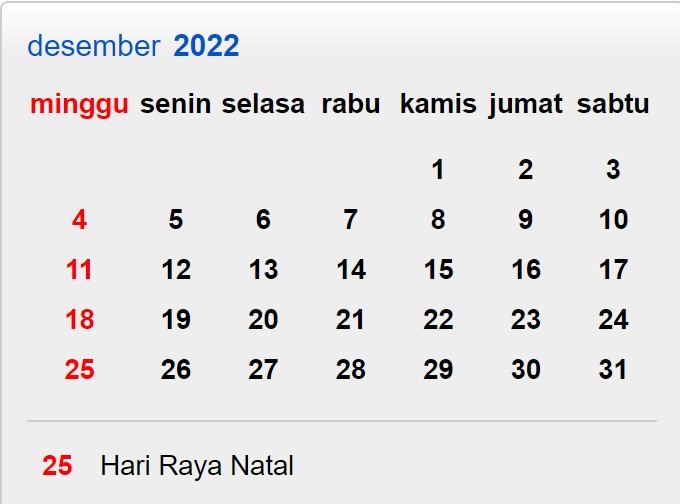 desember 2022
minggu senin selasa rabu kamis jumat sabtu
1 2 3
4 5 6 7 8 9 10
11 12 13 14 15 16 17
18 19 20 21 22 23 24
25 26 27 28 29 30 31
25 Hari Raya Natal